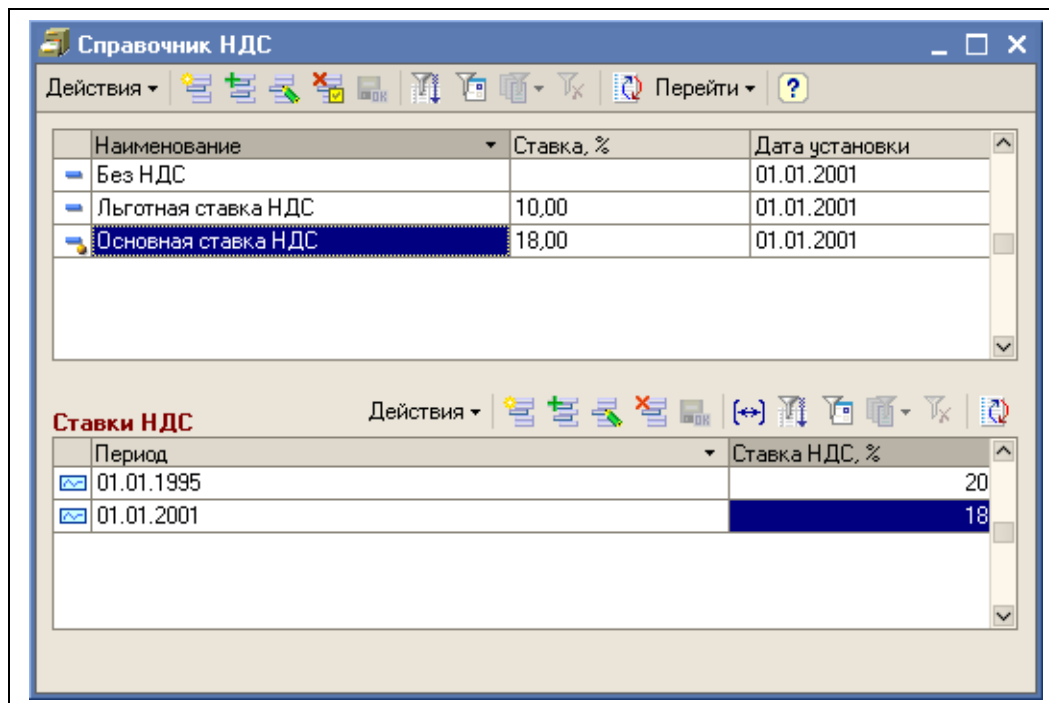 Справочник НДС
Действия Перейти ?
Наименование Ставка, % Дата установки
Без НДС 01.01.2001
Льготная ставка НДС 10,00 01.01.2001
Основная ставка НДС 18,00 01.01.2001
Ставки НДС Действия
Период Ставка НДС, %
01.01.1995 20
01.01.2001 18